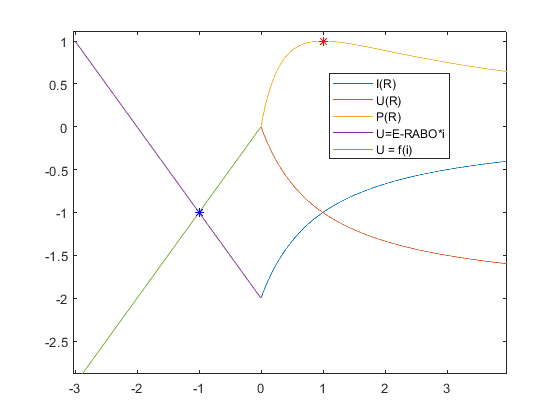 1
0.5
0
-0.5
-1
-1.5
-2
-2.5
I(R)
U(R)
P(R)
U=E-RABO*i
U = f(i)
-3 -2 -1 0 1 2 3